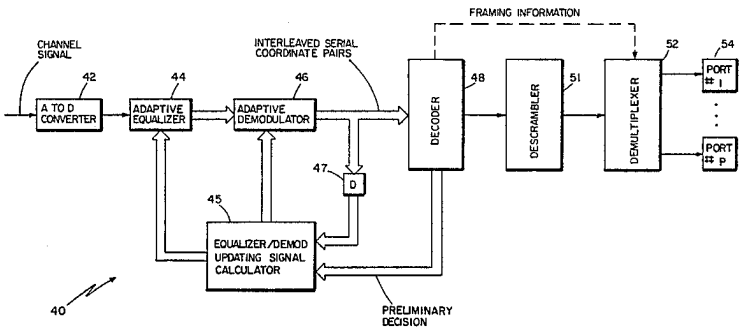 FRAMING INFORMATION
CHANNEL
SIGNAL
INTERLEAVED SERIAL
COORDINATE PAIRS
42
44
46
48
51
52
54
A TO D
CONVERTER
ADAPTIVE
EQUALIZER
ADAPTIVE
DEMODULATOR
DECODER
DESCRAMBLER
DEMULTIPLEXER
PORT
# 1
PORT
# P
47
D
45
EQUALIZER/DEMOD
UPDATING SIGNAL
CALCULATOR
40
PRELIMINARY
DECISION